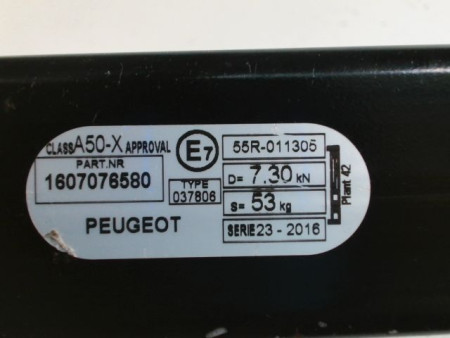 CLASS A50-X APPROVAL
PART.NR
1607076580
PEUGEOT
E7
TYPE
037806
55R-011305
D= 7.30 kN
S= 53 kg
SERIE 23 - 2016
Plant 42